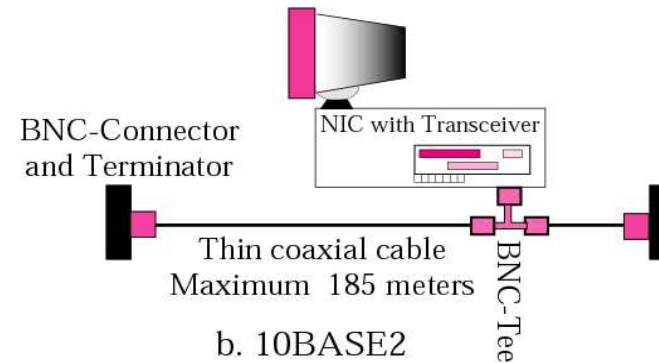 NIC with Transceiver
BNC-Connector
and Terminator
Thin coaxial cable
Maximum 185 meters
BNC-Tee
b. 10BASE2